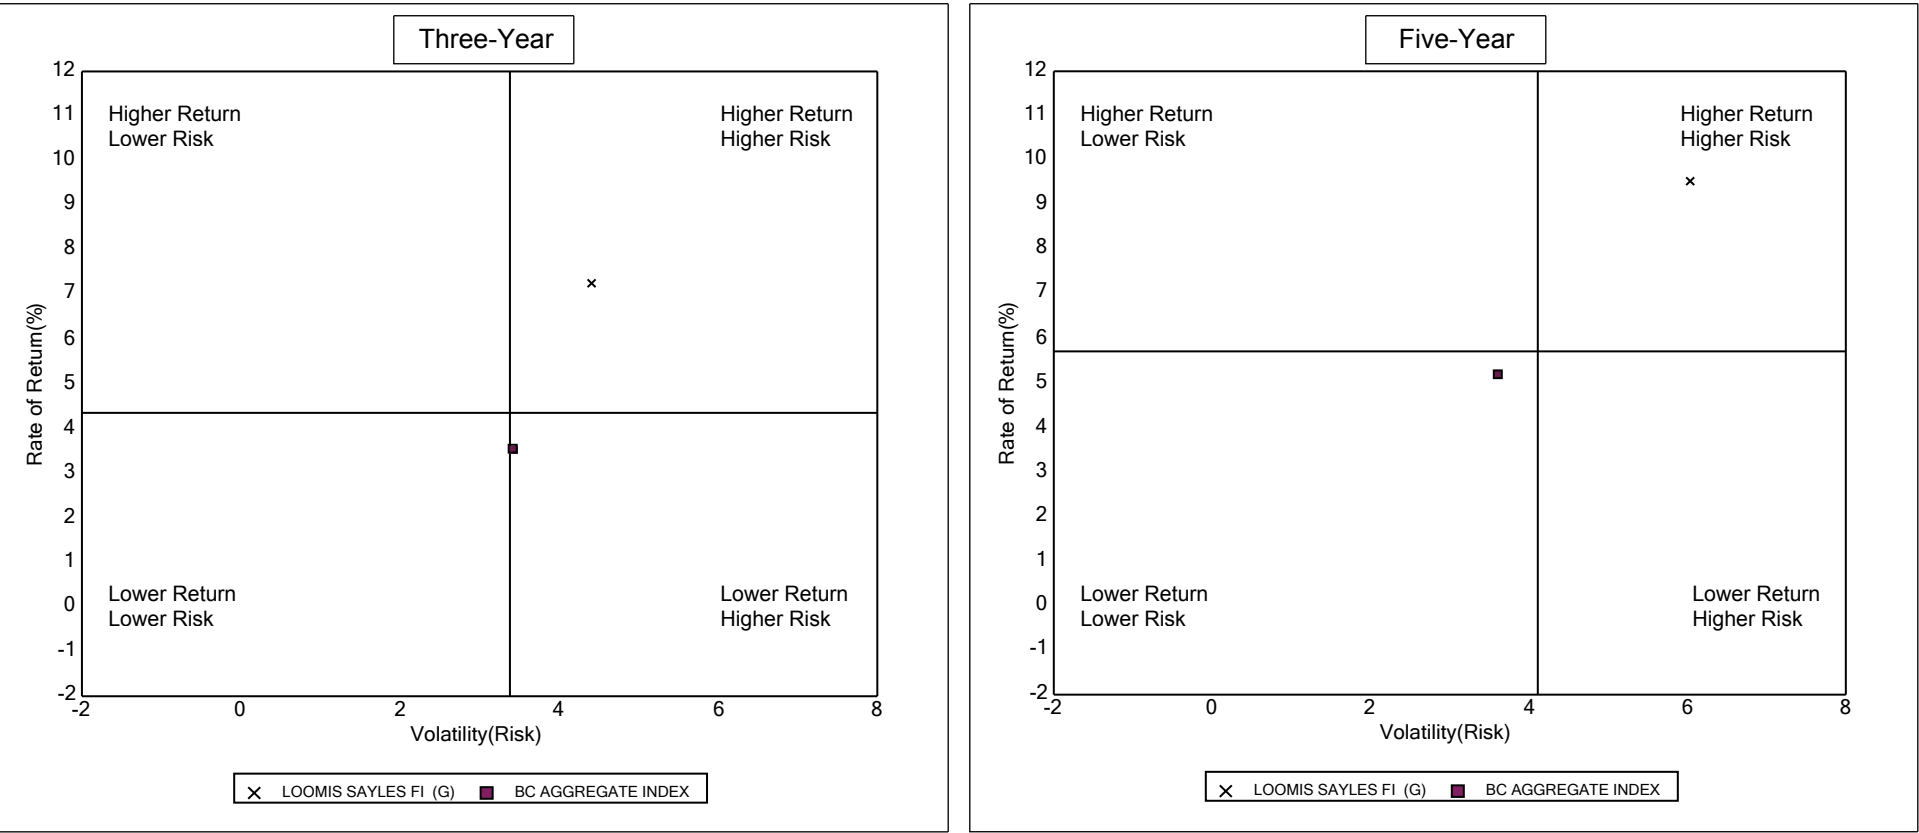 Three-Year
12
11
10
9
8
7
6
5
4
3
2
1
0
-1
-2
Rate of Return(%)
Higher Return
Lower Risk
Higher Return
Higher Risk
Lower Return
Lower Risk
Lower Return
Higher Risk
-2 0 2 4 6 8
Volatility(Risk)
LOOMIS SAYLES FI (G) BC AGGREGATE INDEX
Five-Year
12
11
10
9
8
7
6
5
4
3
2
1
0
-1
-2
Rate of Return(%)
Higher Return
Lower Risk
Higher Return
Higher Risk
Lower Return
Lower Risk
Lower Return
Higher Risk
-2 0 2 4 6 8
Volatility(Risk)
LOOMIS SAYLES FI (G) BC AGGREGATE INDEX